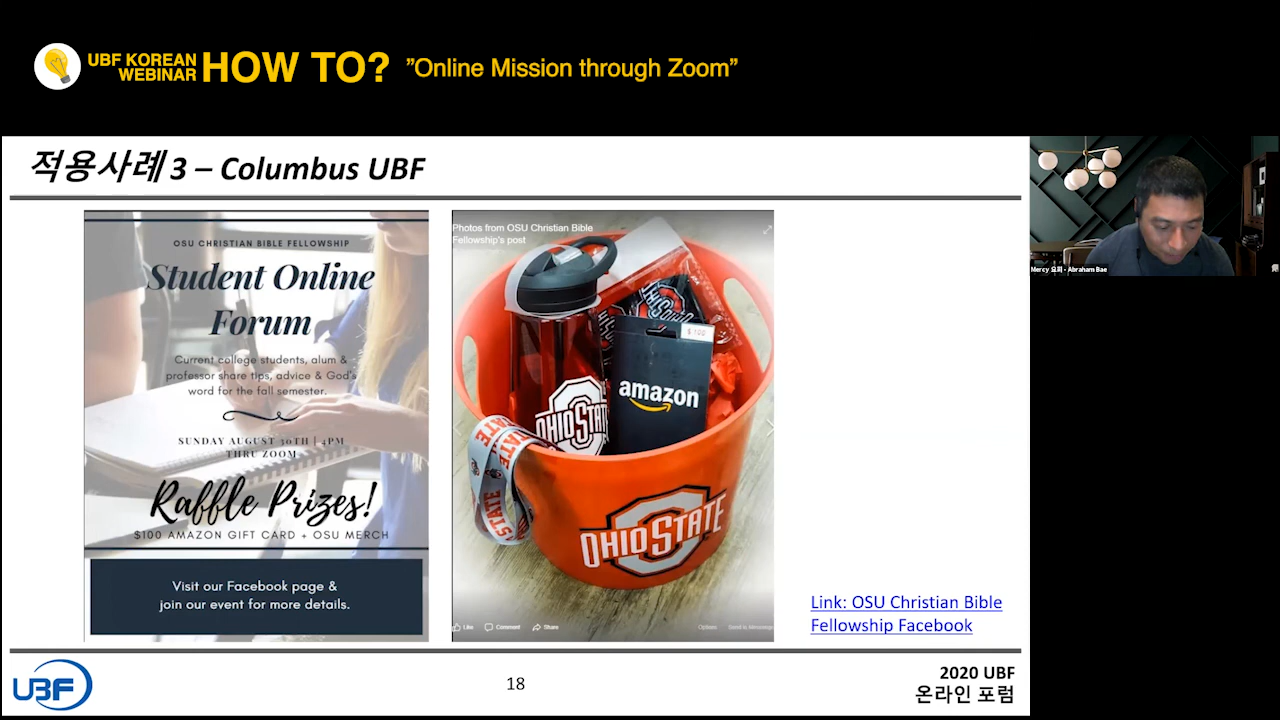 UBF KOREAN
WEBINAR
HOW TO?
”Online Mission through Zoom”
적용사례 3 – Columbus UBF
OSU CHRISTIAN BIBLE FELLOWSHIP
Student Online
Forum
Current college students, alum &
professor share tips, advice & God's
word for the fall semester.
SUNDAY AUGUST 30TH | 4PM
THRU ZOOM
Raffle Prizes!
$100 AMAZON GIFT CARD + OSU MERCH
Visit our Facebook page &
join our event for more details.
Photos from OSU Christian Bible
Fellowship's post
$100
amazon
OHIO STATE
OHIO STATE
Like Comment Share
Options
Link: OSU Christian Bible
Fellowship Facebook
Mercy 요피 - Abraham Bae
UBF
18
2020 UBF
온라인 포럼